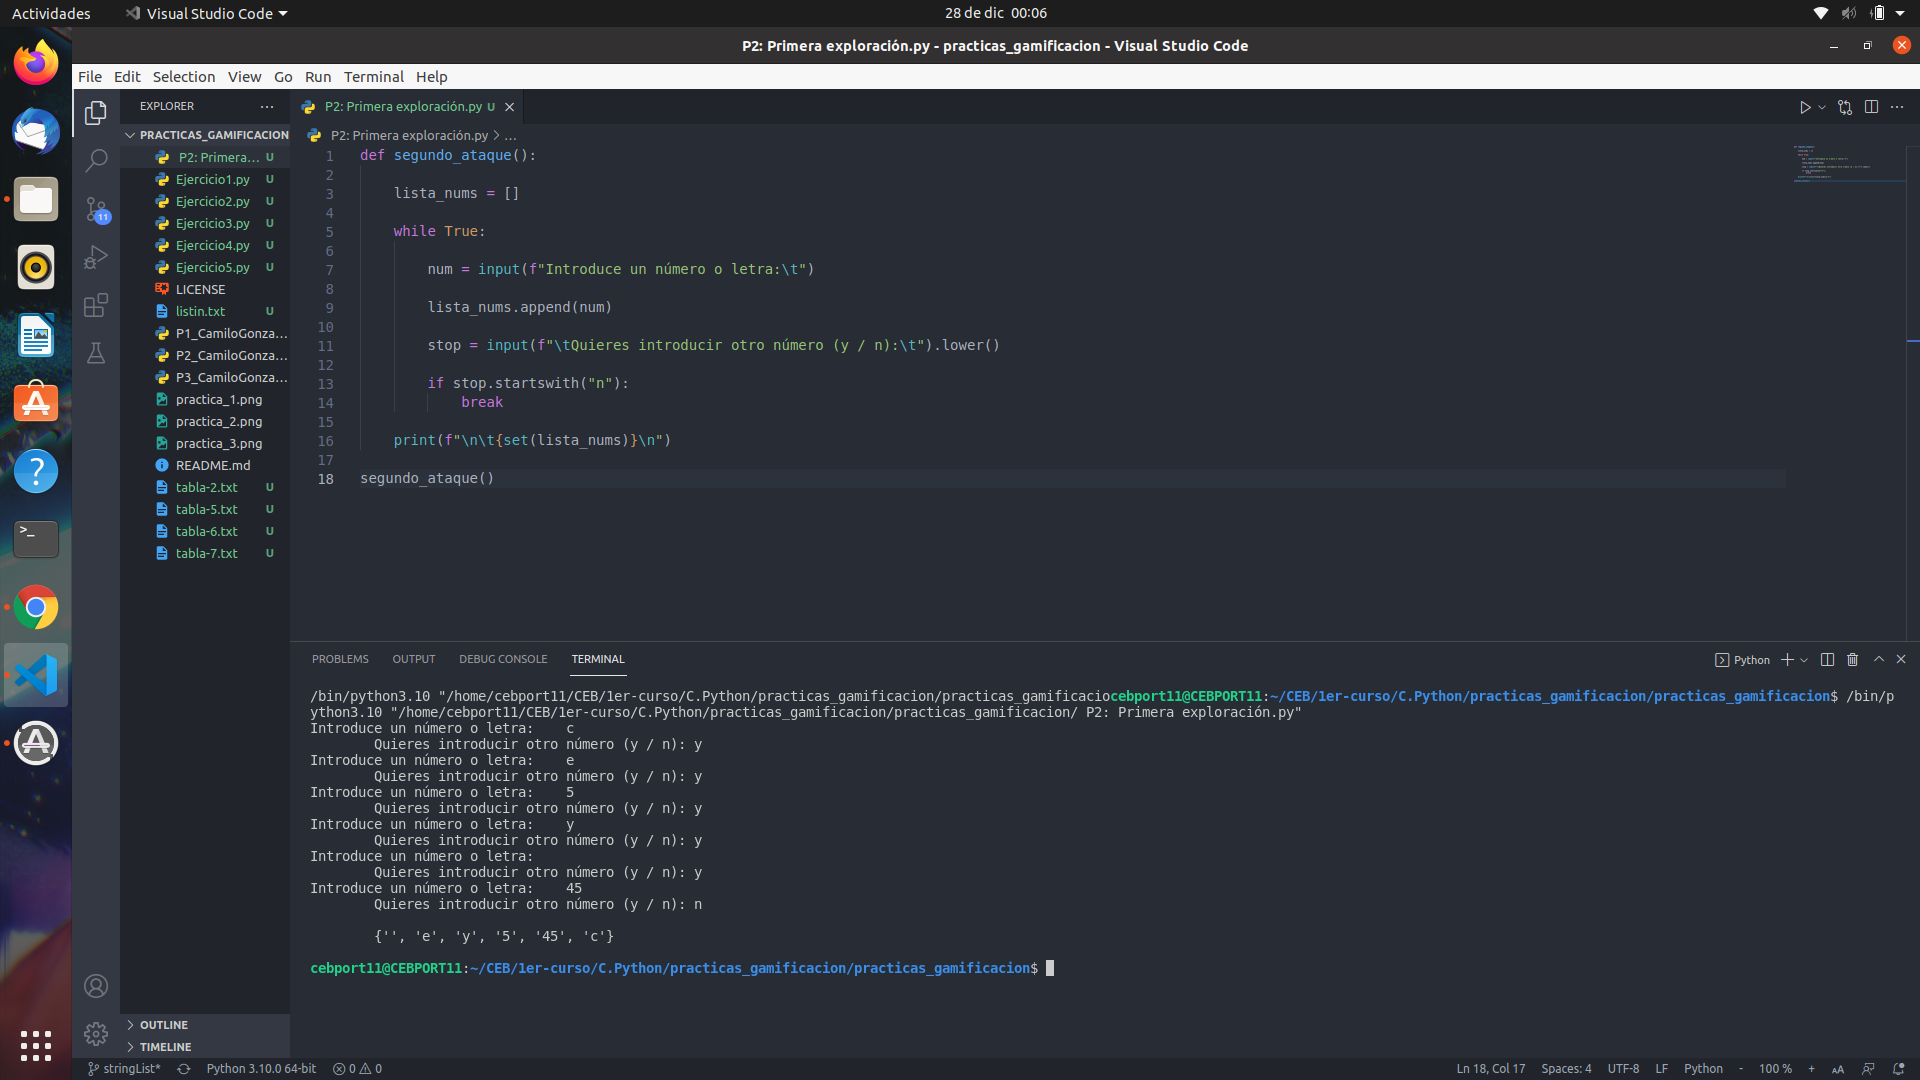 Actividades
Visual Studio Code
28 de dic 00:06
P2: Primera exploración.py - practicas_gamificacion - Visual Studio Code
File Edit Selection View Go Run Terminal Help
EXPLORER
PRACTICAS_GAMIFICACION
P2: Primera... U
Ejercicio1.py U
Ejercicio2.py U
Ejercicio3.py U
Ejercicio4.py U
Ejercicio5.py U
LICENSE
listin.txt U
P1_CamiloGonza...
P2_CamiloGonza...
P3_CamiloGonza...
practica_1.png
practica_2.png
practica_3.png
README.md
tabla-2.txt U
tabla-5.txt U
tabla-6.txt U
tabla-7.txt U
OUTLINE
TIMELINE
11
P2: Primera exploración.py U
P2: Primera exploración.py > ...
1 def segundo_ataque():
2
3 lista_nums = []
4
5 while True:
6
7 num = input(f"Introduce un número o letra:\t")
8
9 lista_nums.append(num)
10
11 stop = input(f"\tQuieres introducir otro número (y / n):\t").lower()
12
13 if stop.startswith("n"):
14 break
15
16 print(f"\n\t{set(lista_nums)}\n")
17
18 segundo_ataque()
PROBLEMS OUTPUT DEBUG CONSOLE TERMINAL
Python
/bin/python3.10 "/home/cebport11/CEB/1er-curso/C.Python/practicas_gamificacion/practicas_gamificaciocebport11@CEBPORT11:~/CEB/1er-curso/C.Python/practicas_gamificacion/practicas_gamificacion$ /bin/p
ython3.10 "/home/cebport11/CEB/1er-curso/C.Python/practicas_gamificacion/practicas_gamificacion/ P2: Primera exploración.py"
Introduce un número o letra: c
Quieres introducir otro número (y / n): y
Introduce un número o letra: e
Quieres introducir otro número (y / n): y
Introduce un número o letra: 5
Quieres introducir otro número (y / n): y
Introduce un número o letra: y
Quieres introducir otro número (y / n): y
Introduce un número o letra:
Quieres introducir otro número (y / n): y
Introduce un número o letra: 45
Quieres introducir otro número (y / n): n
{'', 'e', 'y', '5', '45', 'c'}
cebport11@CEBPORT11:~/CEB/1er-curso/C.Python/practicas_gamificacion/practicas_gamificacion$
stringList* Python 3.10.0 64-bit 0 0
Ln 18, Col 17 Spaces: 4 UTF-8 LF Python - 100 % +